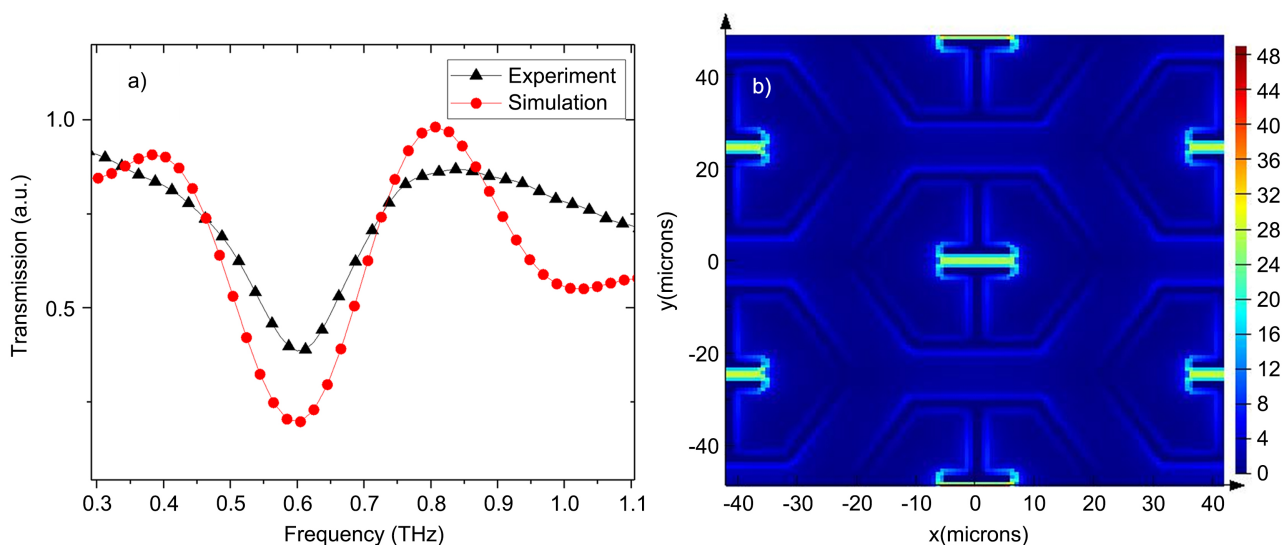 a)
Experiment
Simulation
1.0
0.5
Transmission (a.u.)
0.3 0.4 0.5 0.6 0.7 0.8 0.9 1.0 1.1
Frequency (THz)
b)
40
20
0
-20
-40
y(microns)
-40 -30 -20 -10 0 10 20 30 40
x(microns)
48
44
40
36
32
28
24
20
16
12
8
4
0